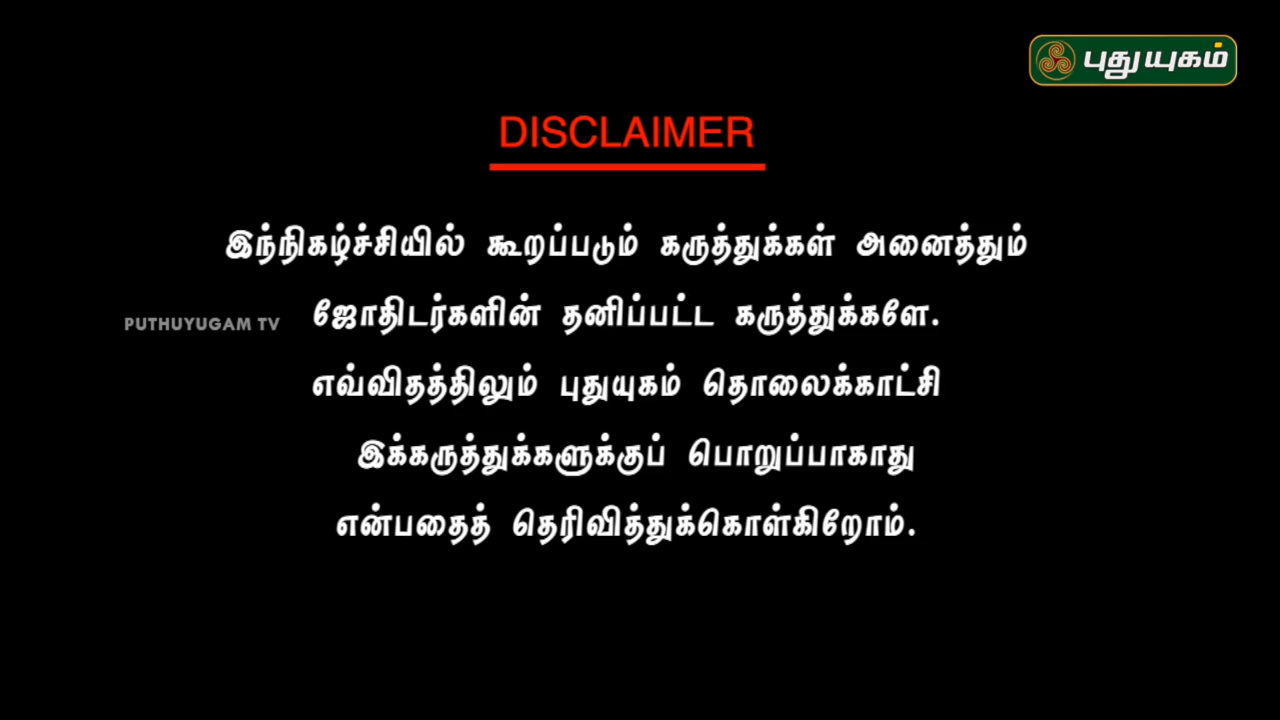 புதுயுகம்
DISCLAIMER
இந்நிகழ்ச்சியில் கூறப்படும் கருத்துக்கள் அனைத்தும்
PUTHUYUGAM TV
ஜோதிடர்களின் தனிப்பட்ட கருத்துக்களே.
எவ்விதத்திலும் புதுயுகம் தொலைக்காட்சி
இக்கருத்துக்களுக்குப் பொறுப்பாகாது
என்பதைத் தெரிவித்துக்கொள்கிறோம்.